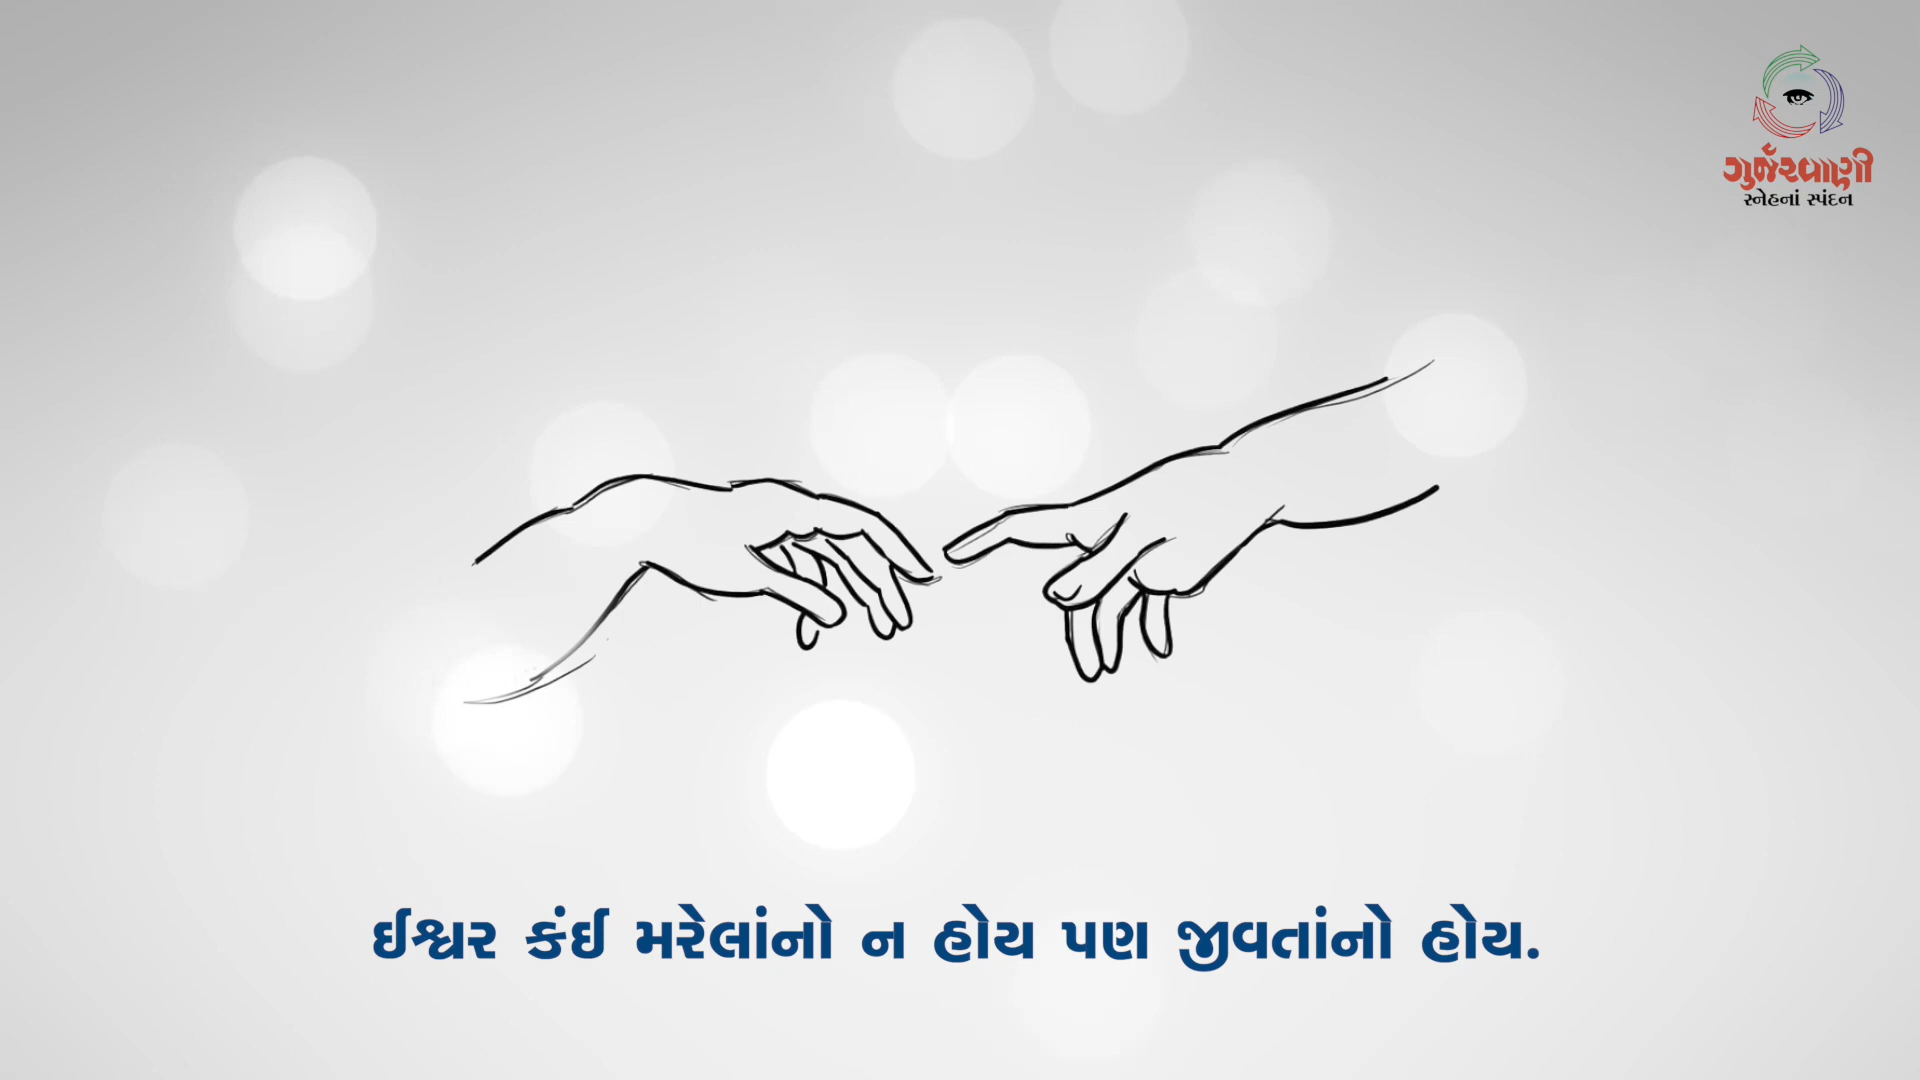 ગુર્જરવાણી
સ્નેહનાં સ્પંદન
ઈશ્વર કંઈ મરેલાંનો ન હોય પણ જીવતાંનો હોય.